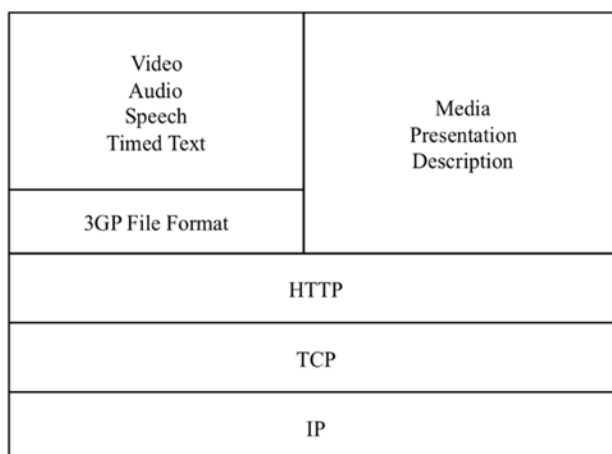 Video
Audio
Speech
Timed Text
3GP File Format
Media
Presentation
Description
HTTP
TCP
IP